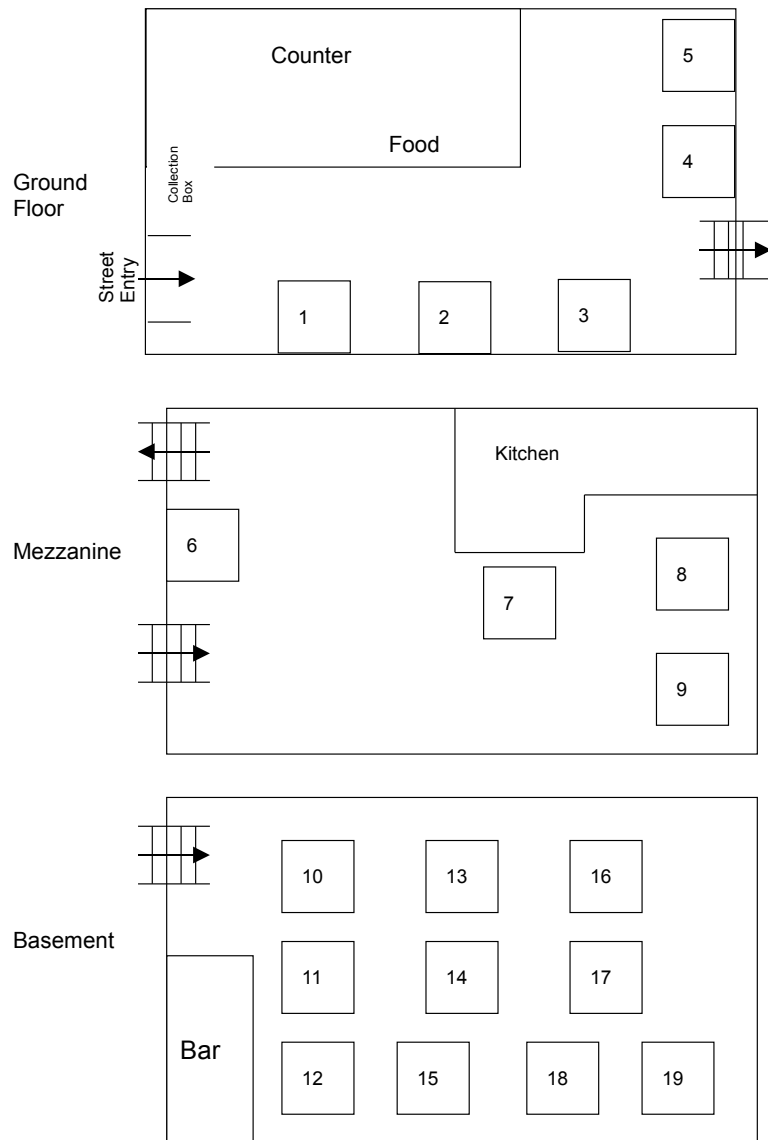 Counter
5
Food
4
Collection
Box
Ground
Floor
Street
Entry
1
2
3
Kitchen
Mezzanine
6
7
8
9
10
13
16
Basement
11
14
17
Bar
12
15
18
19